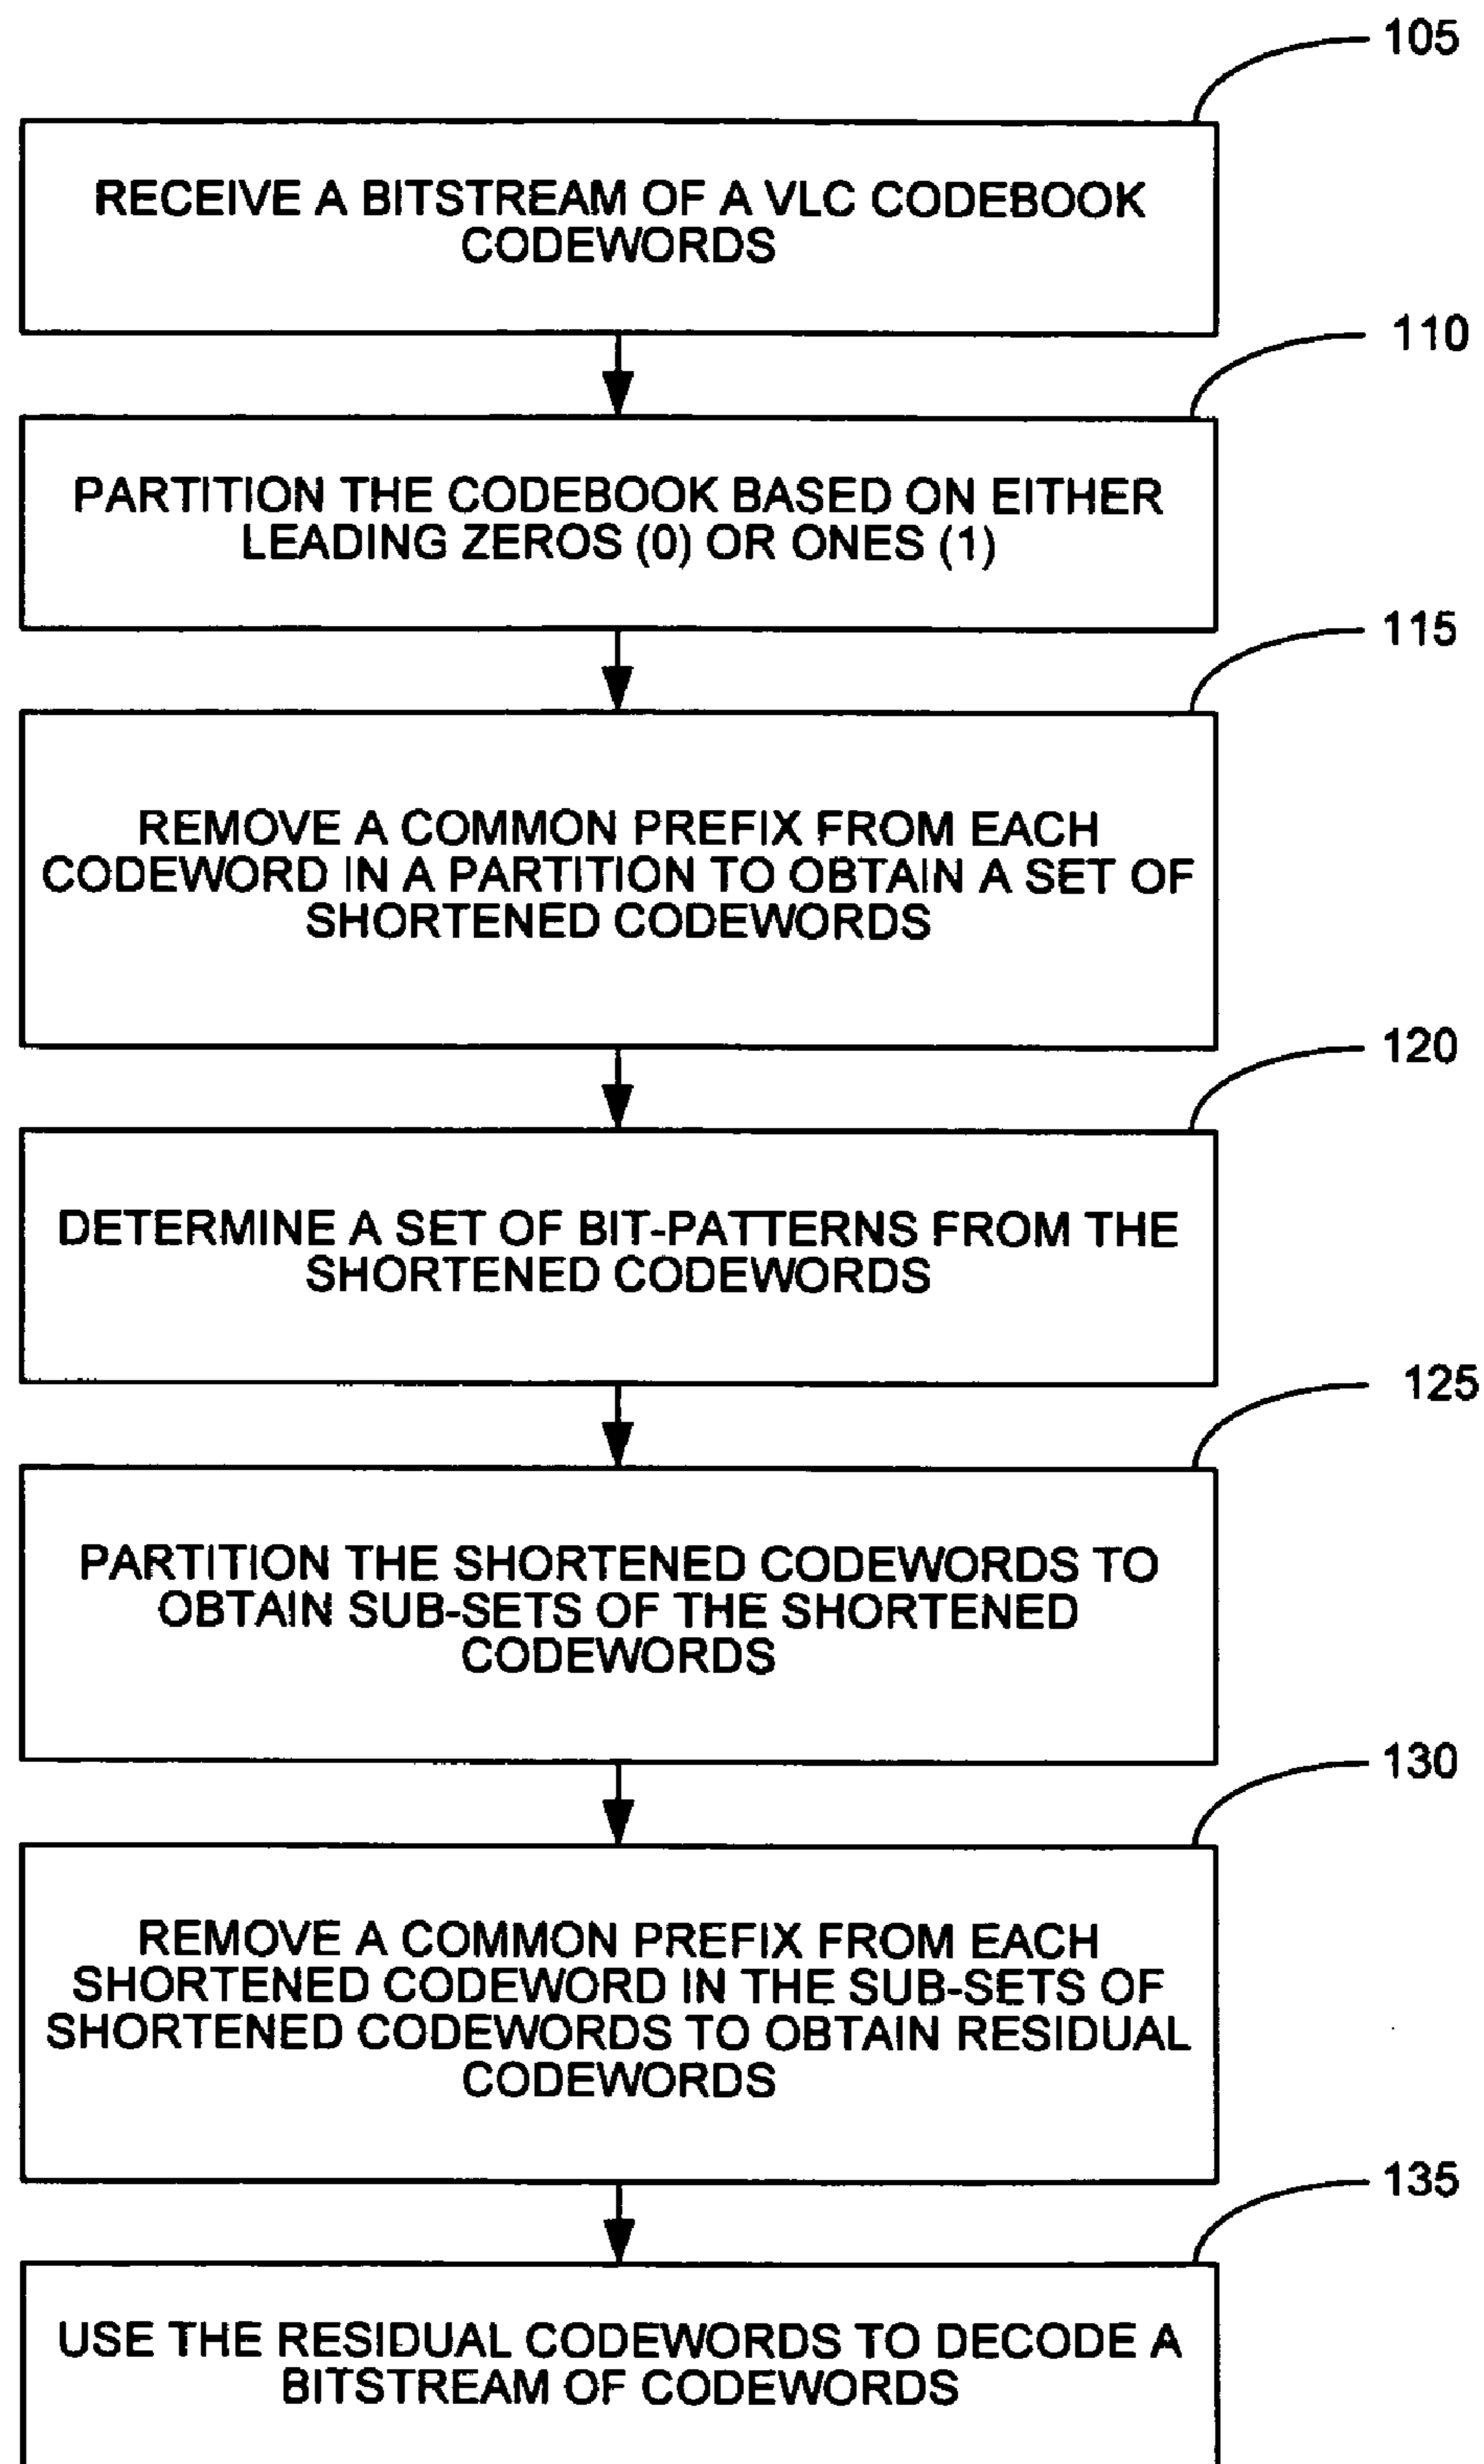 105
RECEIVE A BITSTREAM OF A VLC CODEBOOK
CODEWORDS
110
PARTITION THE CODEBOOK BASED ON EITHER
LEADING ZEROS (0) OR ONES (1)
115
REMOVE A COMMON PREFIX FROM EACH
CODEWORD IN A PARTITION TO OBTAIN A SET OF
SHORTENED CODEWORDS
120
DETERMINE A SET OF BIT-PATTERNS FROM THE
SHORTENED CODEWORDS
125
PARTITION THE SHORTENED CODEWORDS TO
OBTAIN SUB-SETS OF THE SHORTENED
CODEWORDS
130
REMOVE A COMMON PREFIX FROM EACH
SHORTENED CODEWORD IN THE SUB-SETS OF
SHORTENED CODEWORDS TO OBTAIN RESIDUAL
CODEWORDS
135
USE THE RESIDUAL CODEWORDS TO DECODE A
BITSTREAM OF CODEWORDS